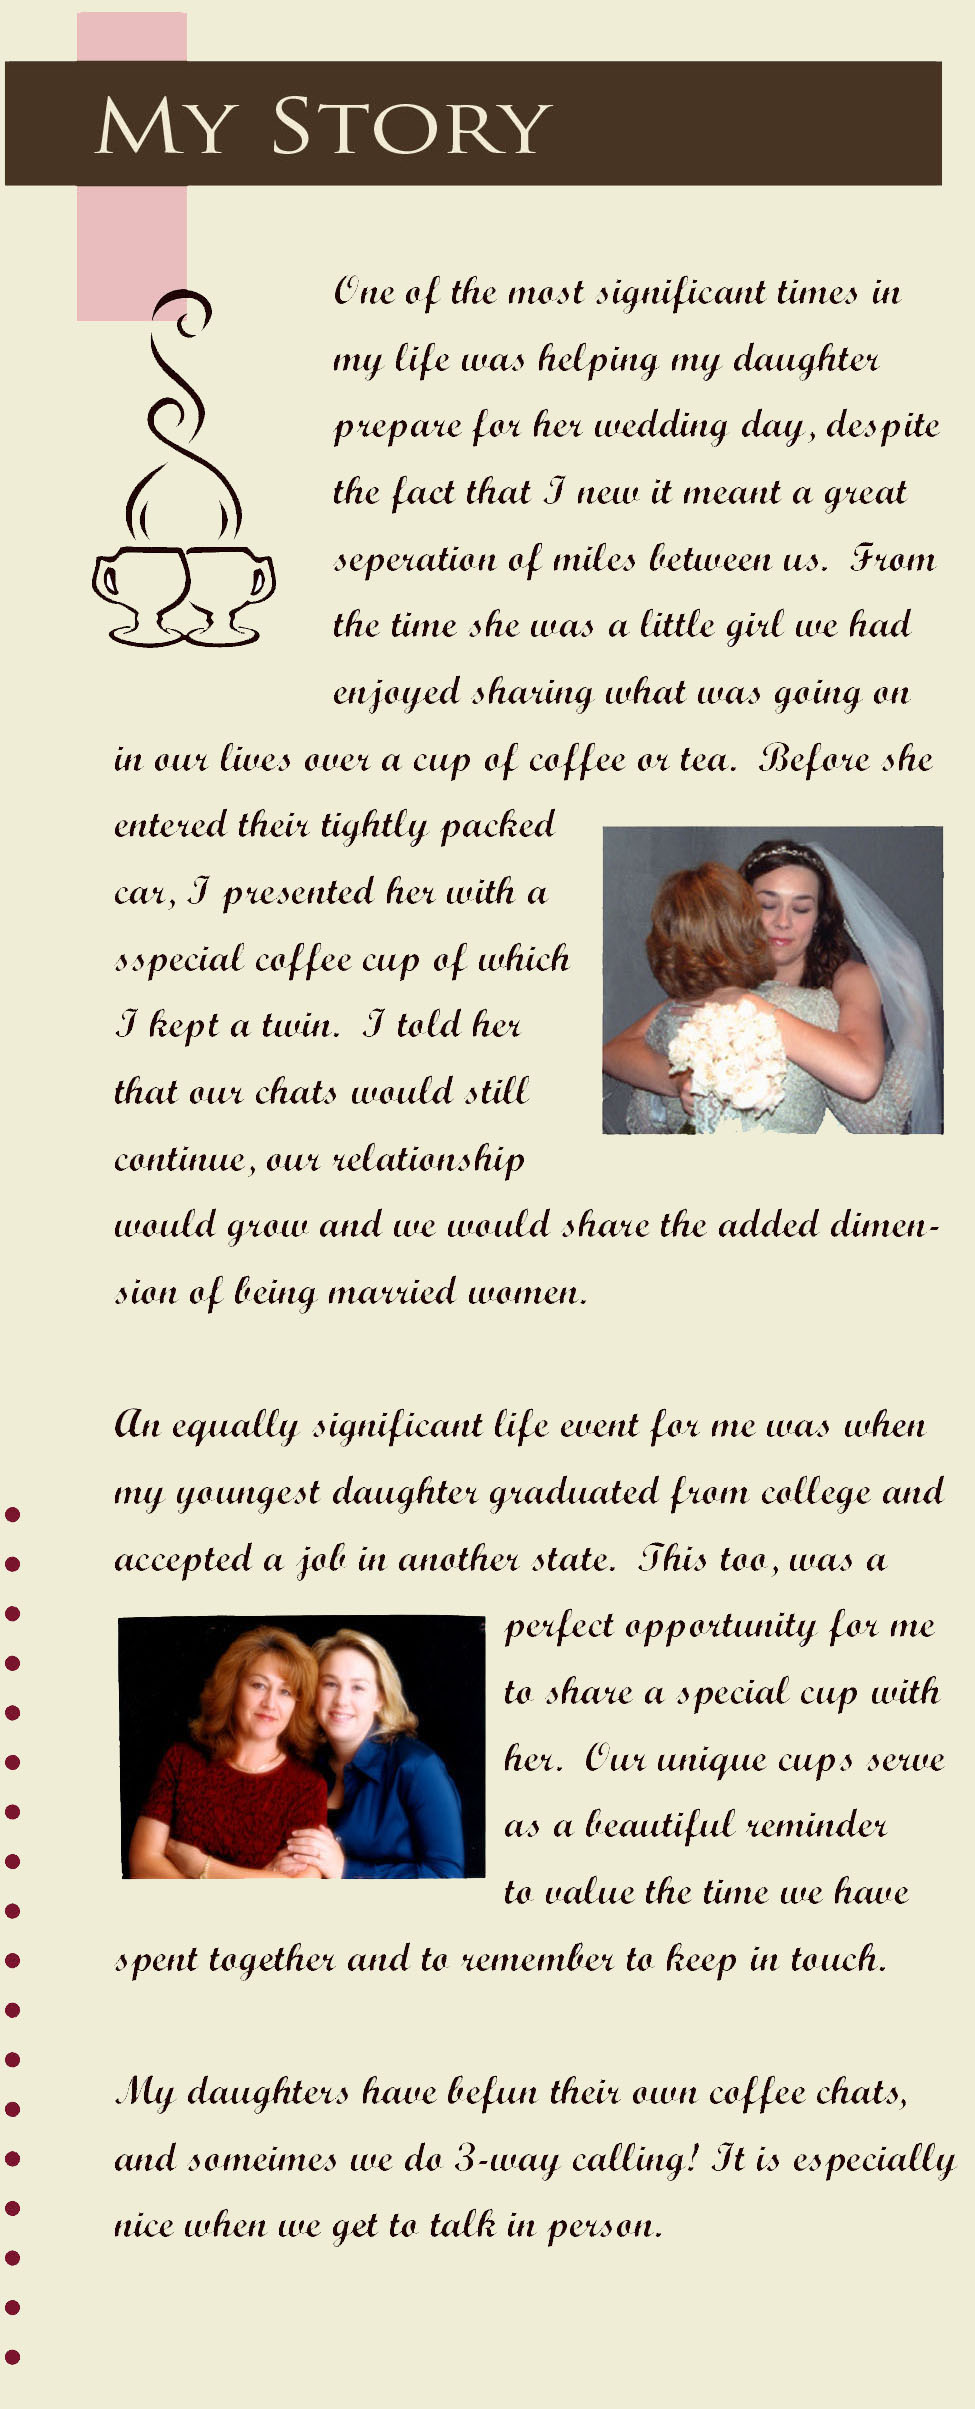 My Story
One of the most significant times in
my life was helping my daughter
prepare for her wedding day, despite
the fact that I new it meant a great
seperation of miles between us. From
the time she was a little girl we had
enjoyed sharing what was going on
in our lives over a cup of coffee or tea. Before she
entered their tightly packed
car, I presented her with a
sspecial coffee cup of which
I kept a twin. I told her
that our chats would still
continue, our relationship
would grow and we would share the added dimen-
sion of being married women.
An equally significant life event for me was when
my youngest daughter graduated from college and
accepted a job in another state. This too, was a
perfect opportunity for me
to share a special cup with
her. Our unique cups serve
as a beautiful reminder
to value the time we have
spent together and to remember to keep in touch.
My daughters have befun their own coffee chats,
and someimes we do 3-way calling! It is especially
nice when we get to talk in person.